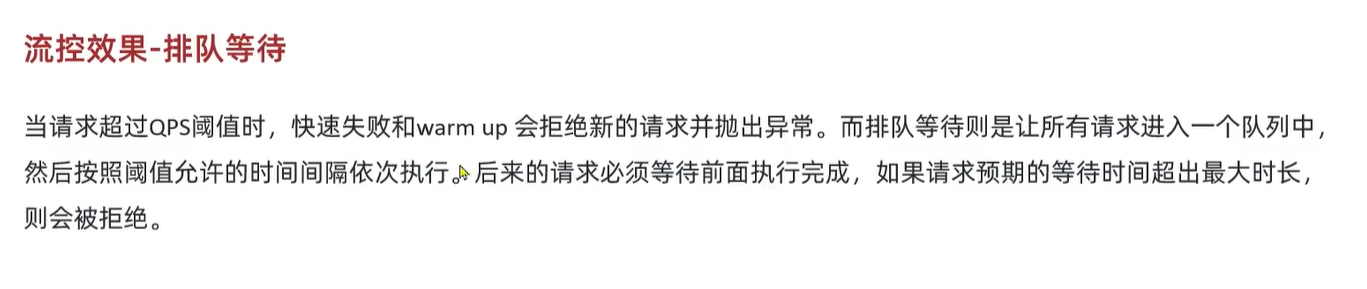 流控效果-排队等待
当请求超过QPS阈值时，快速失败和warm up 会拒绝新的请求并抛出异常。而排队等待则是让所有请求进入一个队列中，
然后按照阈值允许的时间间隔依次执行。后来的请求必须等待前面执行完成，如果请求预期的等待时间超出最大时长，
则会被拒绝。